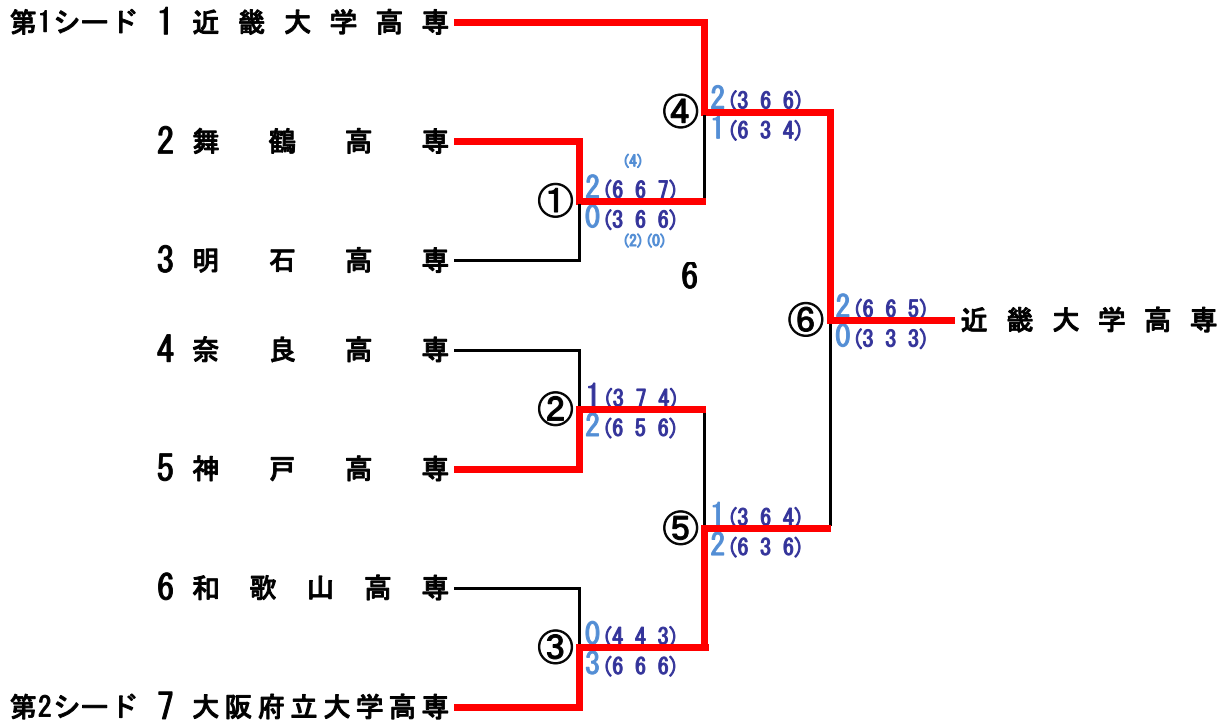 第1シード 1 近畿大学高専
④ 2 (3 6 6)
1 (6 3 4)
2 舞鶴高専
(4)
① 2 (6 6 7)
0 (3 6 6)
(2) (0)
3 明石高専
6
⑥ 2 (6 6 5)
0 (3 3 3)
近畿大学高専
4 奈良高専
② 1 (3 7 4)
2 (6 5 6)
5 神戸高専
⑤ 1 (3 6 4)
2 (6 3 6)
6 和歌山高専
③ 0 (4 4 3)
3 (6 6 6)
第2シード 7 大阪府立大学高専